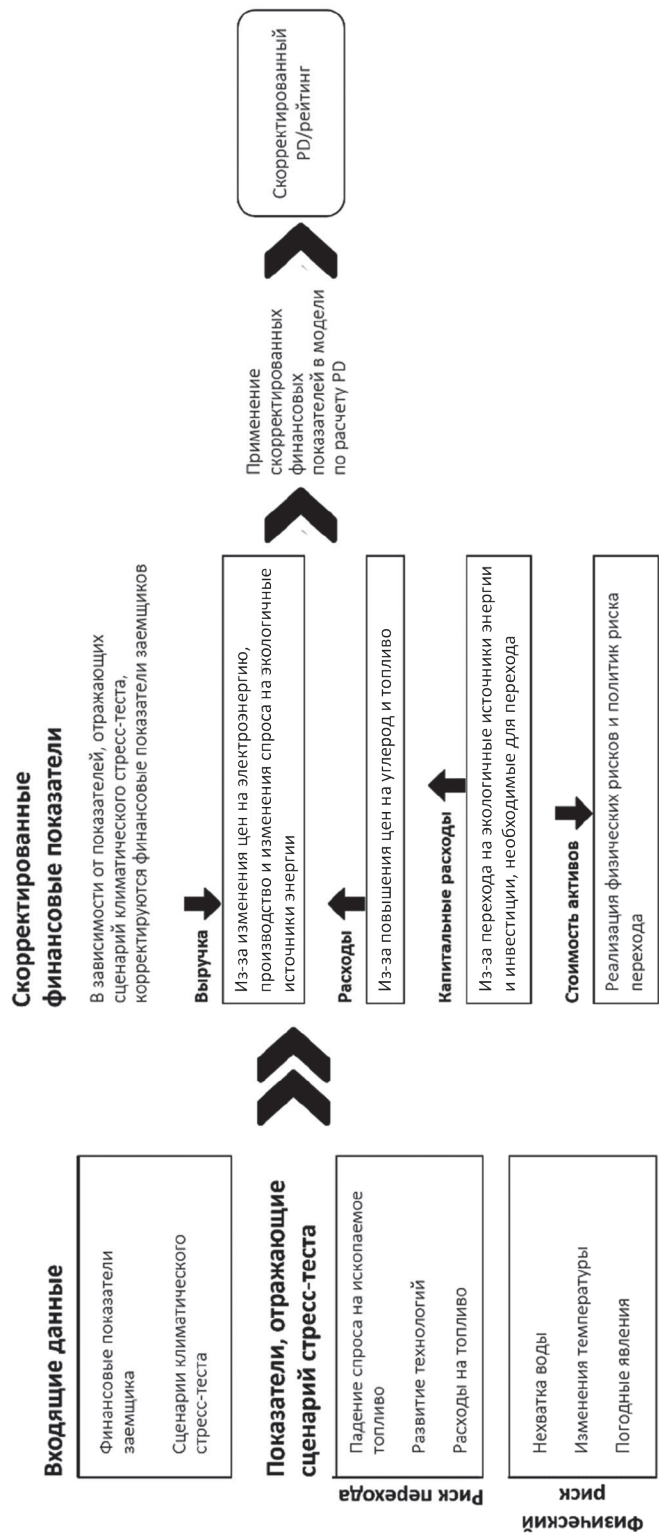 Входящие данные
Финансовые показатели
заемщика
Сценарии климатического
стресс-теста
Показатели, отражающие
сценарий стресс-теста
Риск перехода
Падение спроса на ископаемое
топливо
Развитие технологий
Расходы на топливо
Физический
риск
Нехватка воды
Изменения температуры
Погодные явления
Скорректированные
финансовые показатели
В зависимости от показателей, отражающих
сценарий климатического стресс-теста,
корректируются финансовые показатели заемщиков
Выручка
Из-за изменения цен на электроэнергию,
производство и изменения спроса на экологичные
источники энергии
Расходы
Из-за повышения цен на углерод и топливо
Капитальные расходы
Из-за перехода на экологичные источники энергии
и инвестиции, необходимые для перехода
Стоимость активов
Реализация физических рисков и политик риска
перехода
Применение
скорректированных
финансовых
показателей в модели
по расчету PD
Скорректированный
PD/рейтинг